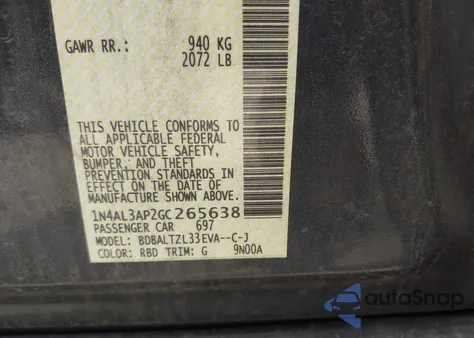 GAWR RR.: 940 KG
2072 LB
THIS VEHICLE CONFORMS TO
ALL APPLICABLE FEDERAL
MOTOR VEHICLE SAFETY,
BUMPER, AND THEFT
PREVENTION STANDARDS IN
EFFECT ON THE DATE OF
MANUFACTURE SHOWN ABOVE.
1N4AL3AP2GC265638
PASSENGER CAR 697
MODEL: BDBALTZL33EVA--C-J
COLOR: RBD TRIM: G 9N00A
autoSnap